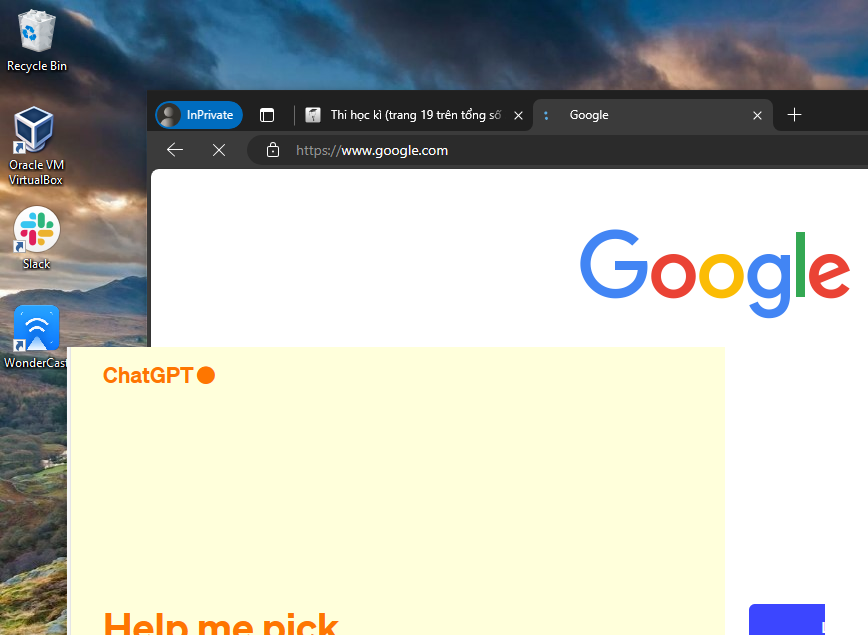 Recycle Bin
Oracle VM
VirtualBox
Slack
WonderCast
InPrivate
Thi học kì (trang 19 trên tổng số
Google
https://www.google.com
Google
ChatGPT
Help me pick